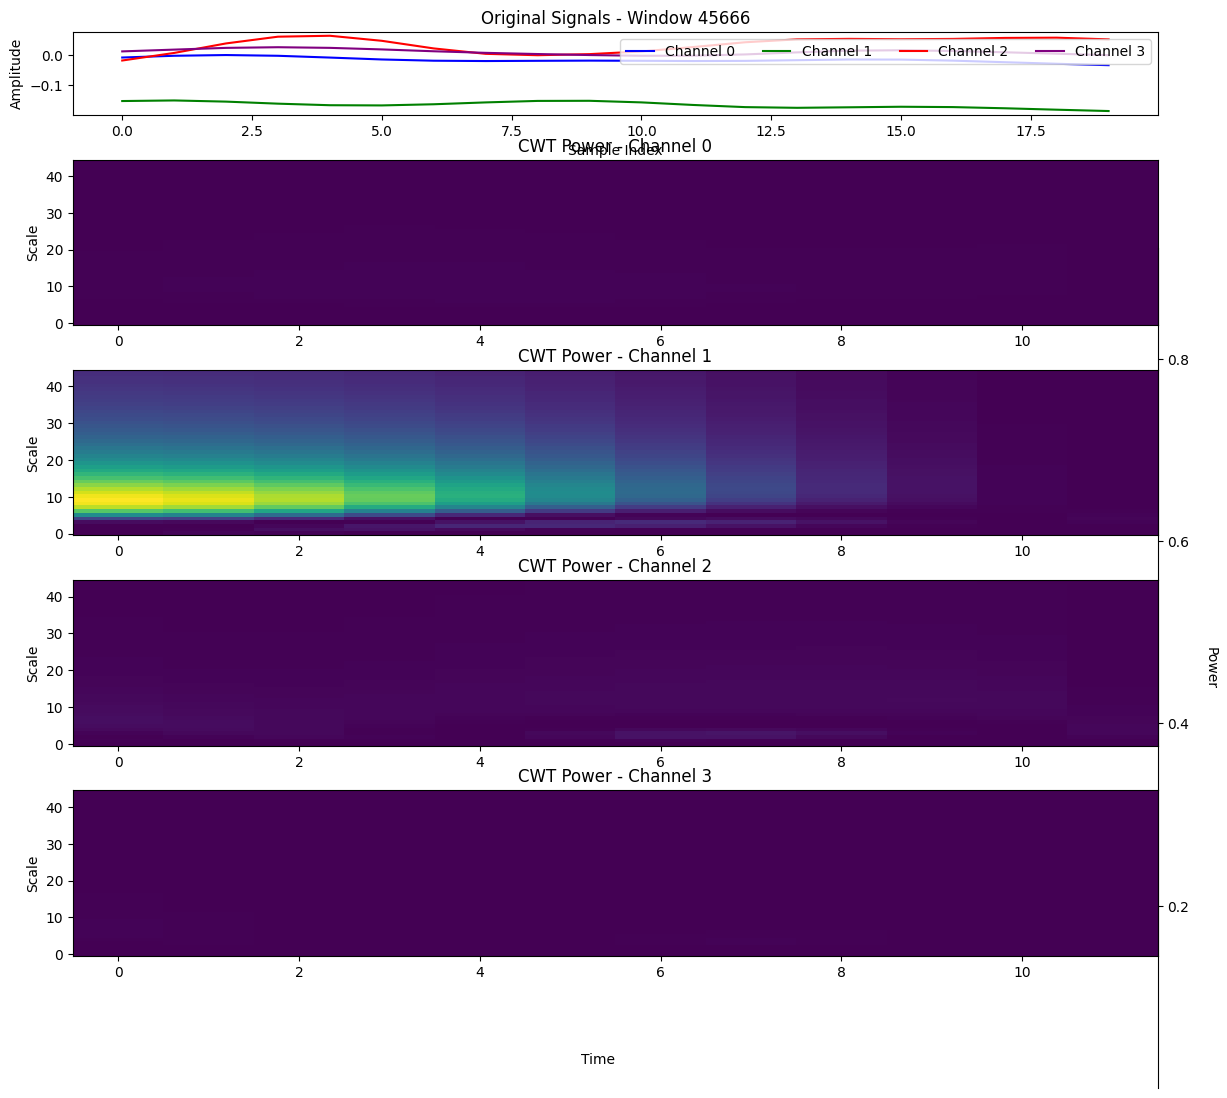 Original Signals - Window 45666
Amplitude
0.0
−0.1
Channel 0 Channel 1 Channel 2 Channel 3
0.0 2.5 5.0 7.5 10.0 12.5 15.0 17.5
Sample Index
CWT Power - Channel 0
Scale
40
30
20
10
0
0 2 4 6 8 10
CWT Power - Channel 1
Scale
40
30
20
10
0
0 2 4 6 8 10
CWT Power - Channel 2
Scale
40
30
20
10
0
0 2 4 6 8 10
CWT Power - Channel 3
Scale
40
30
20
10
0
0 2 4 6 8 10
Time
0.8
0.6
0.4
0.2
Power